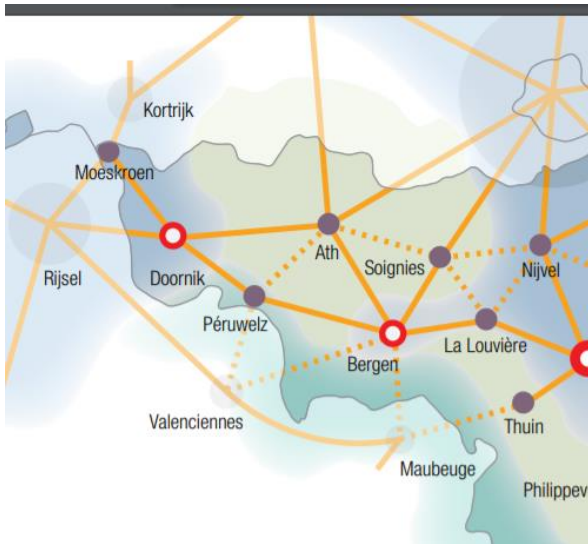 Kortrijk
Moeskroen
Rijsel
Doornik
Ath
Soignies
Nijvel
Péruwelz
La Louvière
Bergen
Valenciennes
Thuin
Maubeuge
Philippev